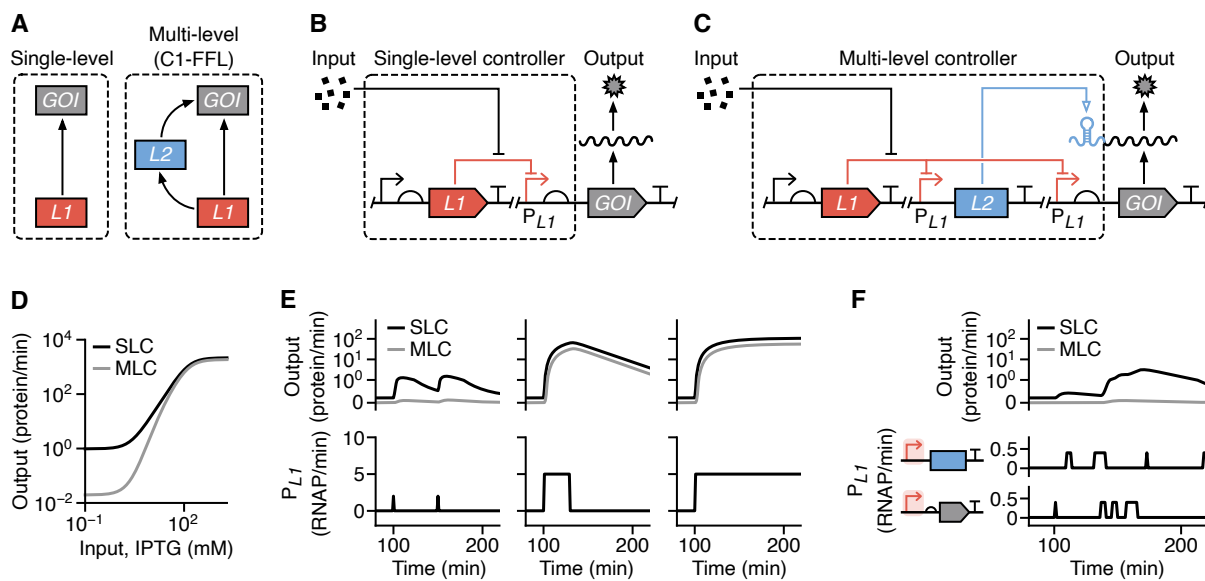 A
Single-level
GOI
L1
Multi-level
(C1-FFL)
GOI
L2
L1
B
Input
Single-level controller
Output
L1
PL1
GOI
C
Input
Multi-level controller
Output
L1
PL1
L2
PL1
GOI
D
Output (protein/min)
10^4
10^2
10^0
10^-2
SLC
MLC
10^-1
10^2
Input, IPTG (mM)
E
Output
(protein/min)
10^2
10^1
10^0
0
SLC
MLC
PL1
(RNAP/min)
10
5
0
100
200
Time (min)
100
200
Time (min)
100
200
Time (min)
F
Output
(protein/min)
10^2
10^1
10^0
0
SLC
MLC
PL1
(RNAP/min)
0.5
0
0.5
0
100
200
Time (min)